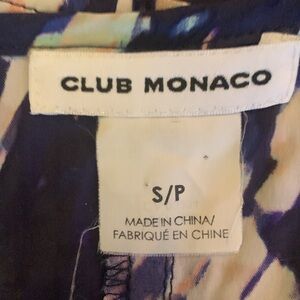 CLUB MONACO
S/P
MADE IN CHINA/
FABRIQUÉ EN CHINE